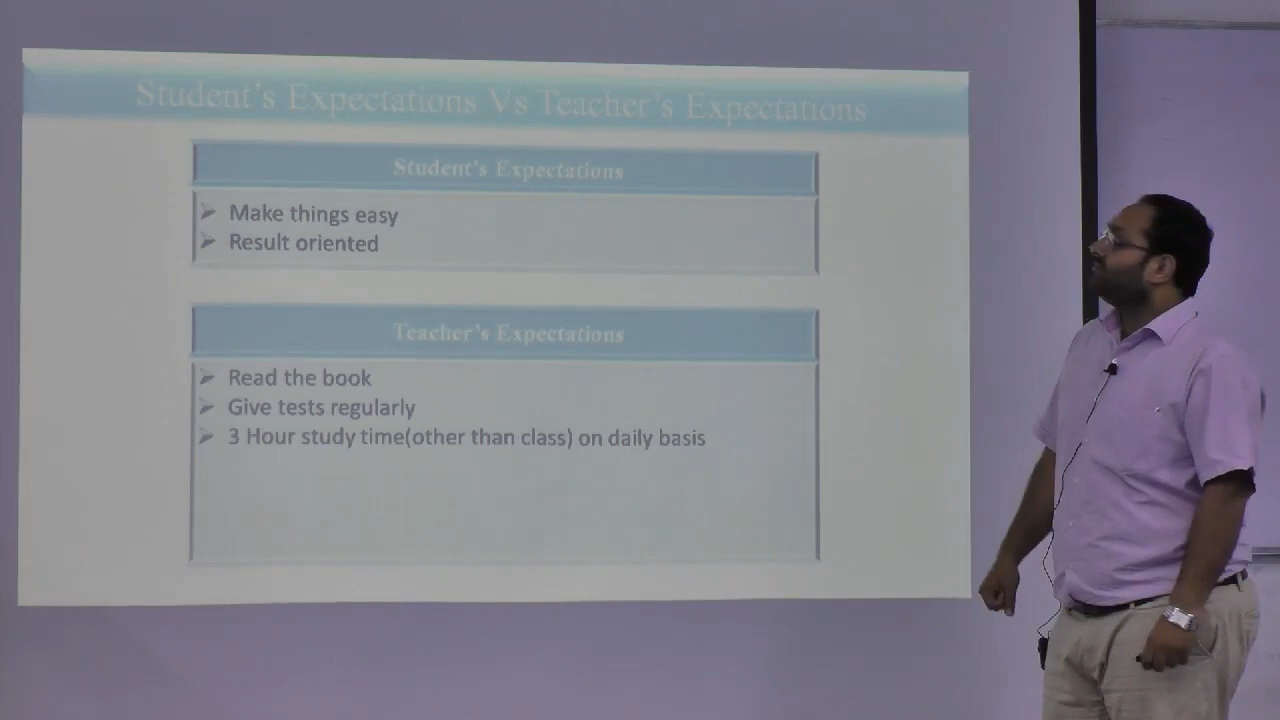 Student's Expectations Vs Teacher's Expectations
Student's Expectations
Make things easy
Result oriented
Teacher's Expectations
Read the book
Give tests regularly
3 Hour study time(other than class) on daily basis